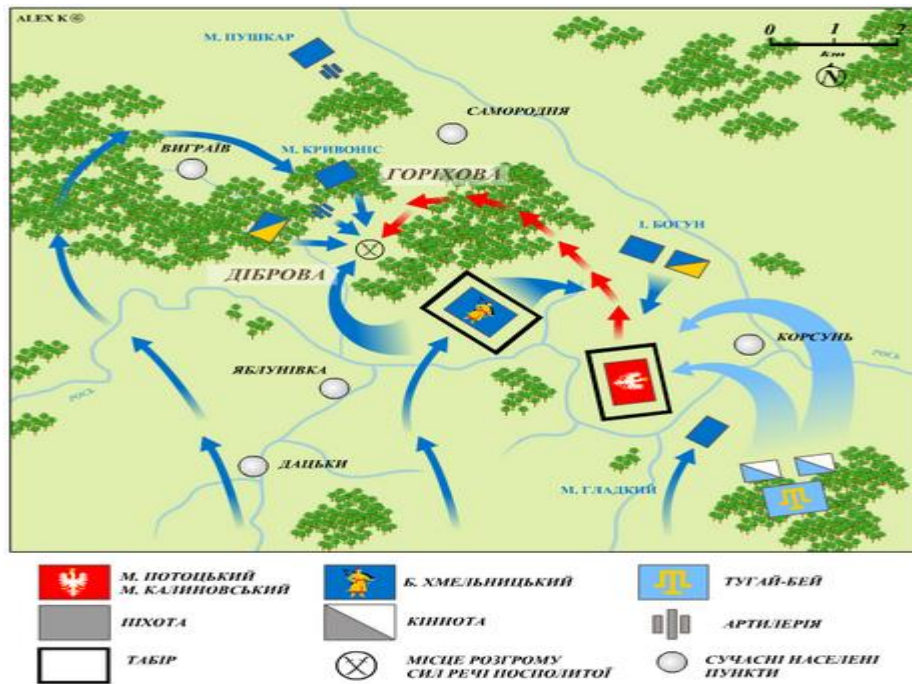 ALEX K
М. ПУШКАР
0 1 2
Км
N
САМОРОДНЯ
ВИГРАЇВ
М. КРИВОНІС
ГОРІХОВА
І. БОГУН
ДІБРОВА
КОРСУНЬ
РОСЬ
ЯБЛУНІВКА
РОСЬ
ДАЦЬКИ
М. ГЛАДКИЙ
М. ПОТОЦЬКИЙ
М. КАЛИНОВСЬКИЙ
Б. ХМЕЛЬНИЦЬКИЙ
ТУГАЙ-БЕЙ
ПІХОТА
КІННОТА
АРТИЛЕРІЯ
ТАБІР
МІСЦЕ РОЗГРОМУ
СИЛ РЕЧІ ПОСПОЛИТОЇ
СУЧАСНІ НАСЕЛЕНІ
ПУНКТИ